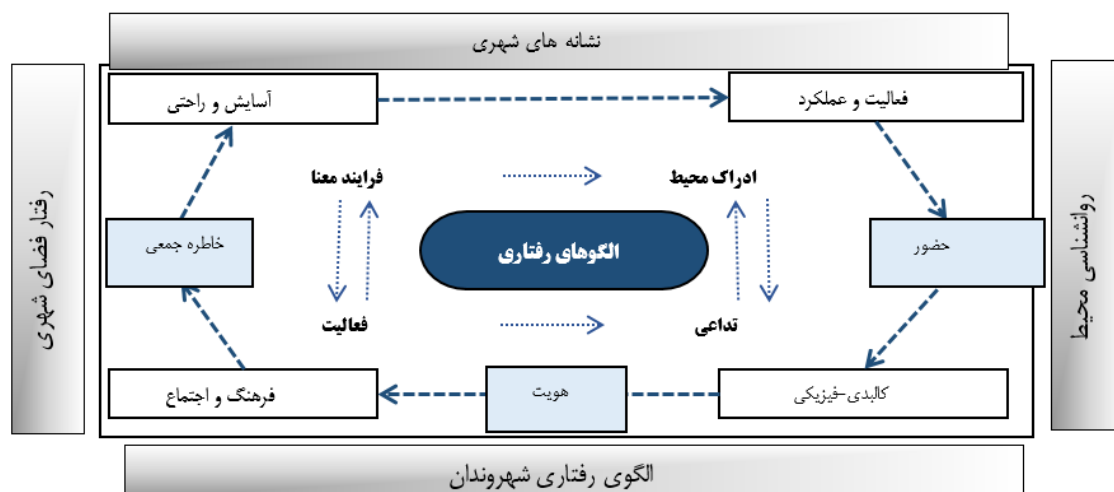 نشانه های شهری
فعالیت و عملکرد
آسایش و راحتی
ادراک محیط
فرایند معنا
روانشناسی محیط
حضور
الگوهای رفتاری
خاطره جمعی
رفتار فضای شهری
تداعی
فعالیت
کالبدی-فیزیکی
هویت
فرهنگ و اجتماع
الگوی رفتاری شهروندان